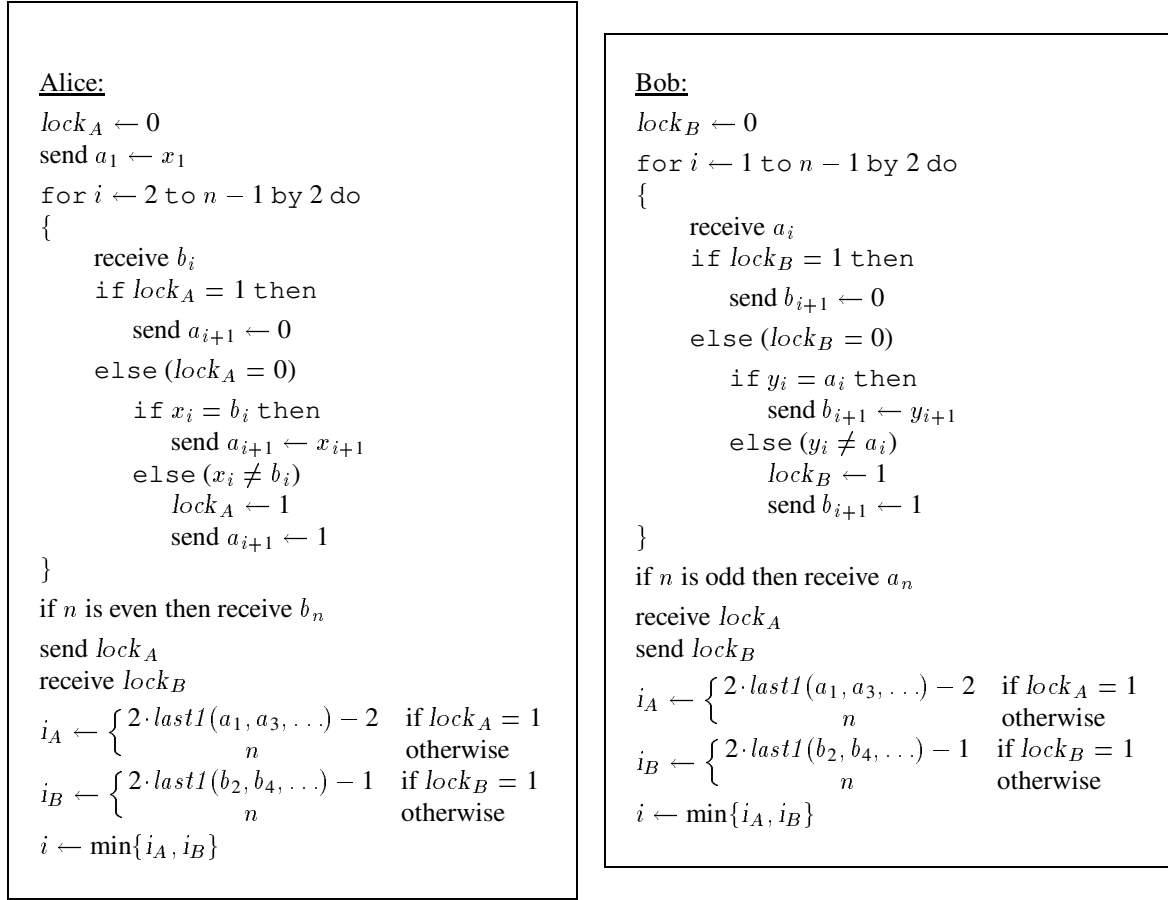 Alice:
lock_A ← 0
send a_1 ← x_1
for i ← 2 to n − 1 by 2 do
{
receive b_i
if lock_A = 1 then
send a_{i+1} ← 0
else (lock_A = 0)
if x_i = b_i then
send a_{i+1} ← x_{i+1}
else (x_i ≠ b_i)
lock_A ← 1
send a_{i+1} ← 1
}
if n is even then receive b_n
send lock_A
receive lock_B
i_A ← { 2·last1(a_1, a_3, ...) − 2 if lock_A = 1
n otherwise
i_B ← { 2·last1(b_2, b_4, ...) − 1 if lock_B = 1
n otherwise
i ← min{i_A, i_B}
Bob:
lock_B ← 0
for i ← 1 to n − 1 by 2 do
{
receive a_i
if lock_B = 1 then
send b_{i+1} ← 0
else (lock_B = 0)
if y_i = a_i then
send b_{i+1} ← y_{i+1}
else (y_i ≠ a_i)
lock_B ← 1
send b_{i+1} ← 1
}
if n is odd then receive a_n
receive lock_A
send lock_B
i_A ← { 2·last1(a_1, a_3, ...) − 2 if lock_A = 1
n otherwise
i_B ← { 2·last1(b_2, b_4, ...) − 1 if lock_B = 1
n otherwise
i ← min{i_A, i_B}